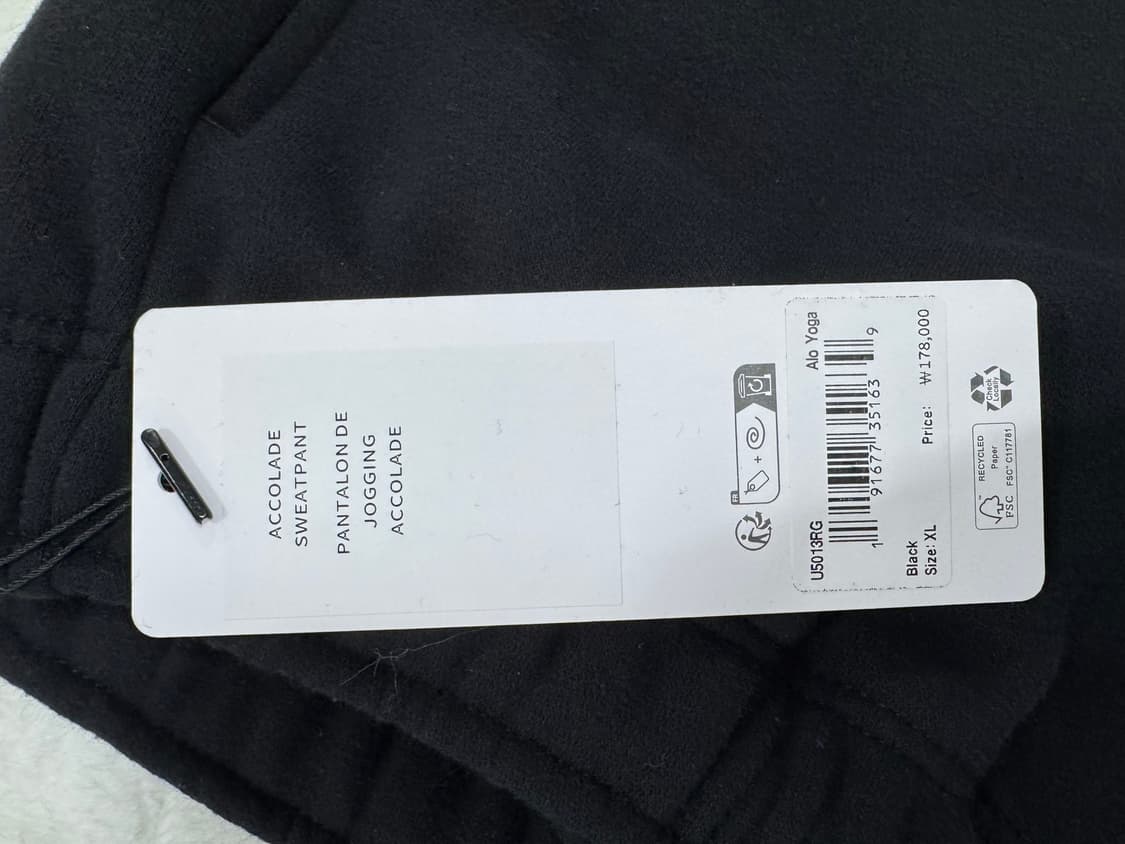 ACCOLADE
SWEATPANT
PANTALON DE
JOGGING
ACCOLADE
FR
+
U5013RG Alo Yoga
1 91677 35163 9
Black
Size: XL Price: ₩178,000
Check
Locally
FSC
RECYCLED
Paper
FSC® C117781